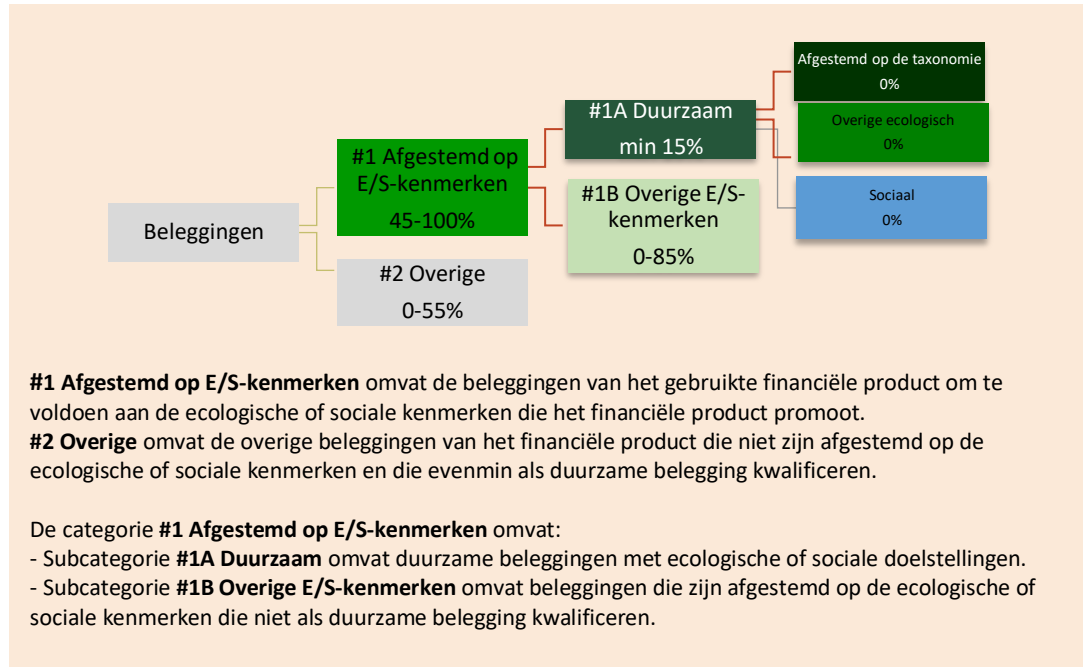 Beleggingen
#1 Afgestemd op
E/S-kenmerken
45-100%
#2 Overige
0-55%
#1A Duurzaam
min 15%
#1B Overige E/S-
kenmerken
0-85%
Afgestemd op de taxonomie
0%
Overige ecologisch
0%
Sociaal
0%
#1 Afgestemd op E/S-kenmerken omvat de beleggingen van het gebruikte financiële product om te
voldoen aan de ecologische of sociale kenmerken die het financiële product promoot.
#2 Overige omvat de overige beleggingen van het financiële product die niet zijn afgestemd op de
ecologische of sociale kenmerken en die evenmin als duurzame belegging kwalificeren.
De categorie #1 Afgestemd op E/S-kenmerken omvat:
- Subcategorie #1A Duurzaam omvat duurzame beleggingen met ecologische of sociale doelstellingen.
- Subcategorie #1B Overige E/S-kenmerken omvat beleggingen die zijn afgestemd op de ecologische of
sociale kenmerken die niet als duurzame belegging kwalificeren.